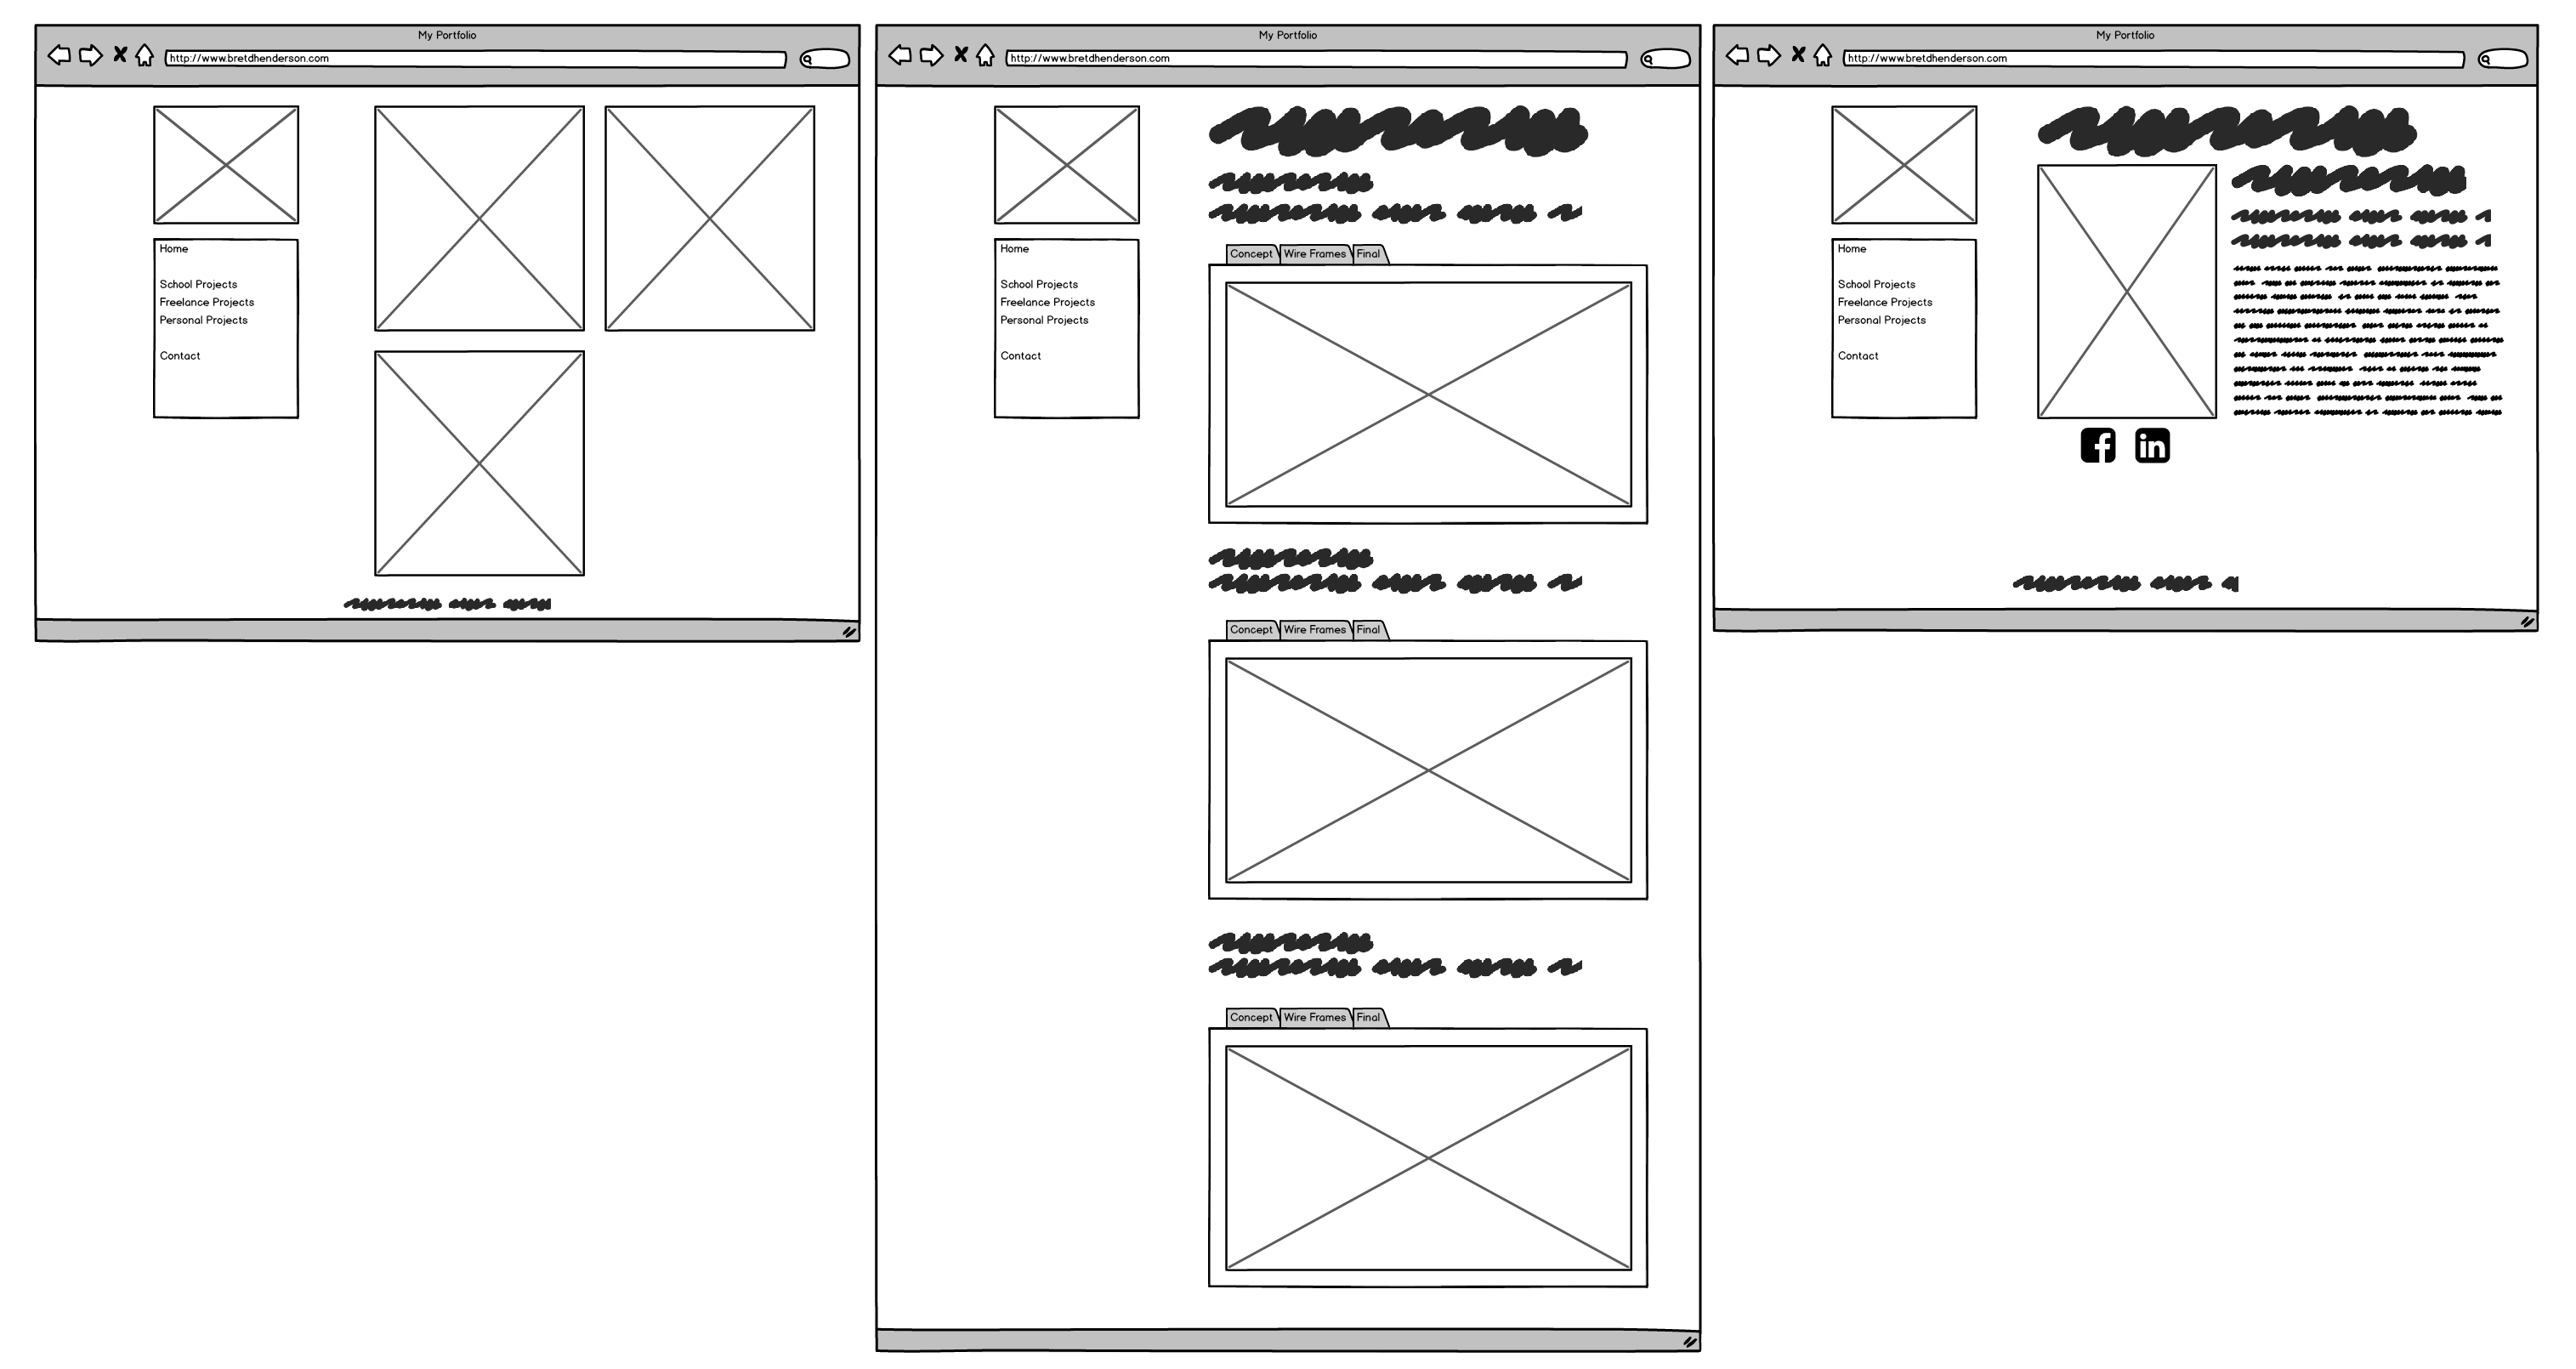 My Portfolio
http://www.bretdhenderson.com
Home
School Projects
Freelance Projects
Personal Projects
Contact
My Portfolio
http://www.bretdhenderson.com
Home
School Projects
Freelance Projects
Personal Projects
Contact
Concept Wire Frames Final
Concept Wire Frames Final
Concept Wire Frames Final
My Portfolio
http://www.bretdhenderson.com
Home
School Projects
Freelance Projects
Personal Projects
Contact
f in